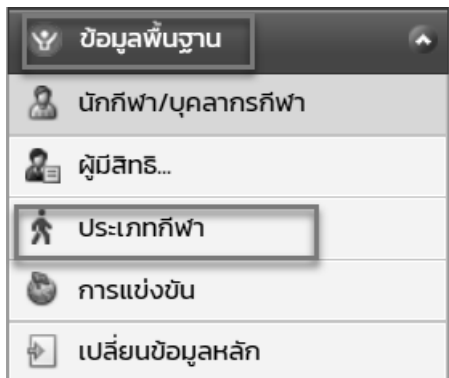 ข้อมูลพื้นฐาน
นักกีฬา/บุคลากรกีฬา
ผู้มีสิทธิ...
ประเภทกีฬา
การแข่งขัน
เปลี่ยนข้อมูลหลัก